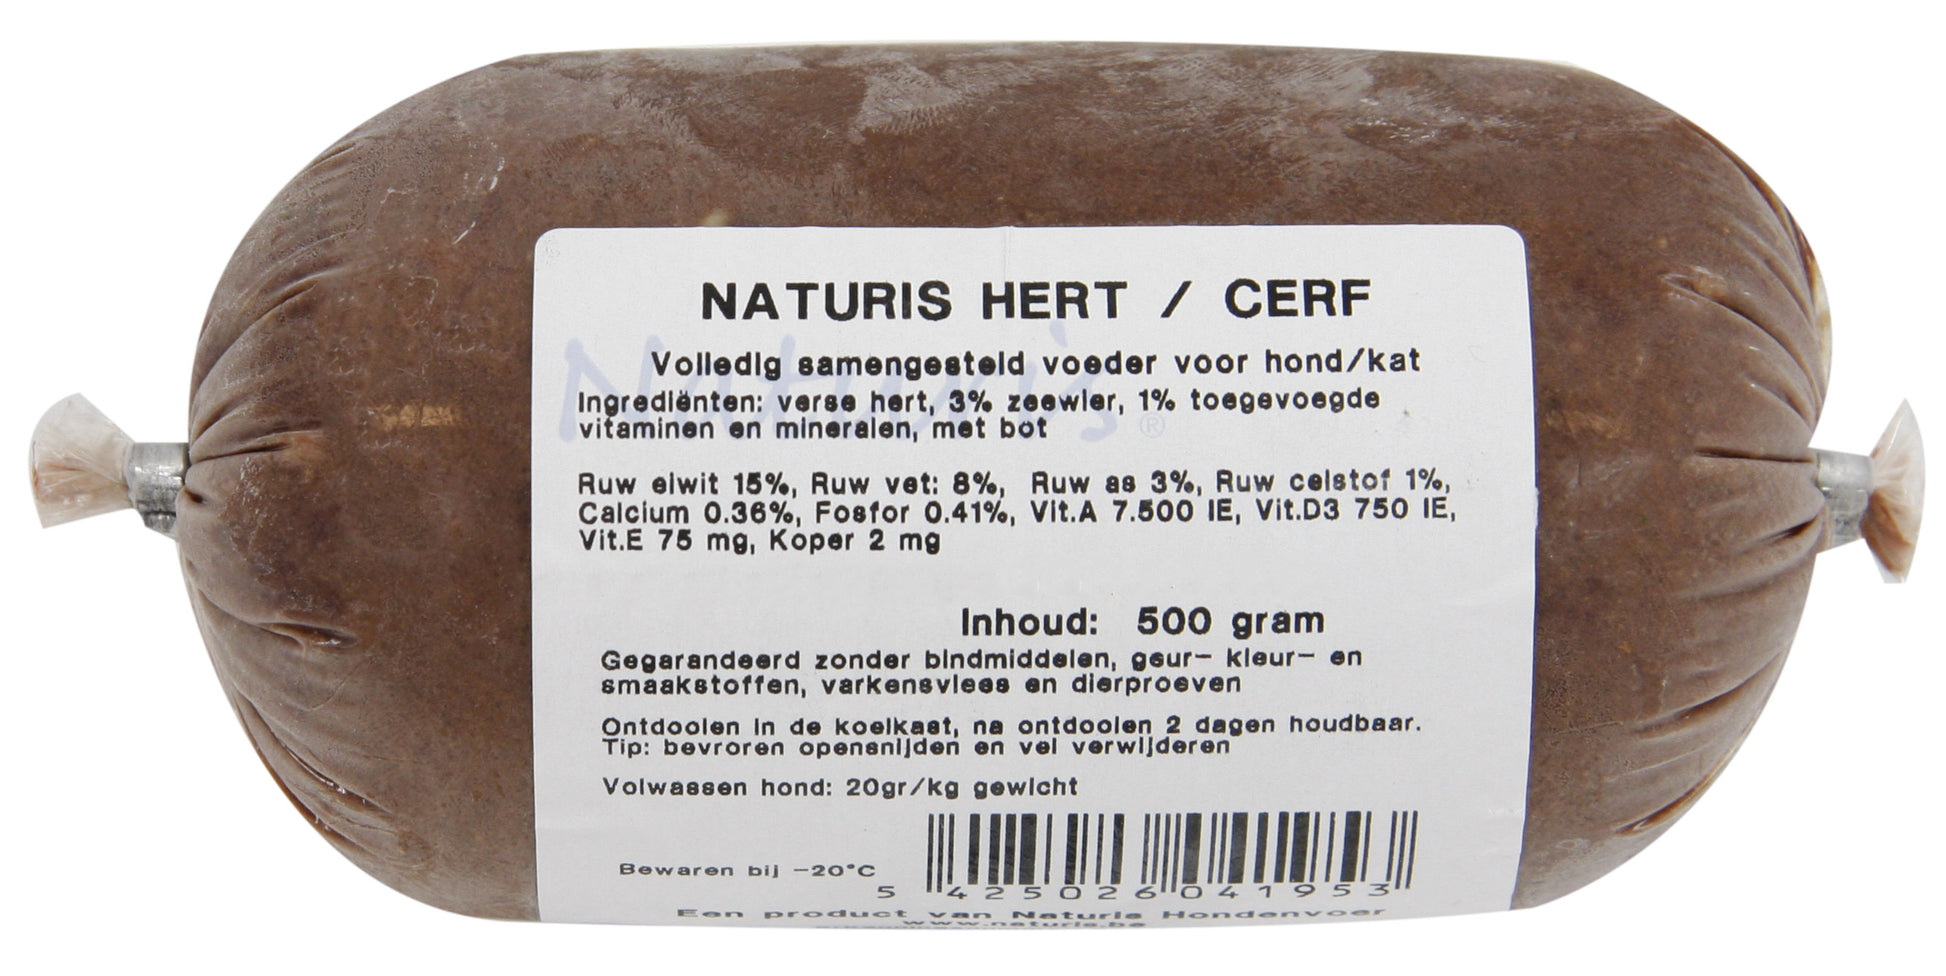 NATURIS HERT / CERF
Naturis®
Volledig samengesteld voeder voor hond/kat
Ingrediënten: verse hert, 3% zeewier, 1% toegevoegde
vitaminen en mineralen, met bot
Ruw eiwit 15%, Ruw vet: 8%, Ruw as 3%, Ruw celstof 1%,
Calcium 0.36%, Fosfor 0.41%, Vit.A 7.500 IE, Vit.D3 750 IE,
Vit.E 75 mg, Koper 2 mg
Inhoud: 500 gram
Gegarandeerd zonder bindmiddelen, geur- kleur- en
smaakstoffen, varkensvlees en dierproeven
Ontdooien in de koelkast, na ontdooien 2 dagen houdbaar.
Tip: bevroren opensnijden en vel verwijderen
Volwassen hond: 20gr/kg gewicht
Bewaren bij -20°C
5 425026 041953
Een product van Naturis Hondenvoer
www.naturis.be